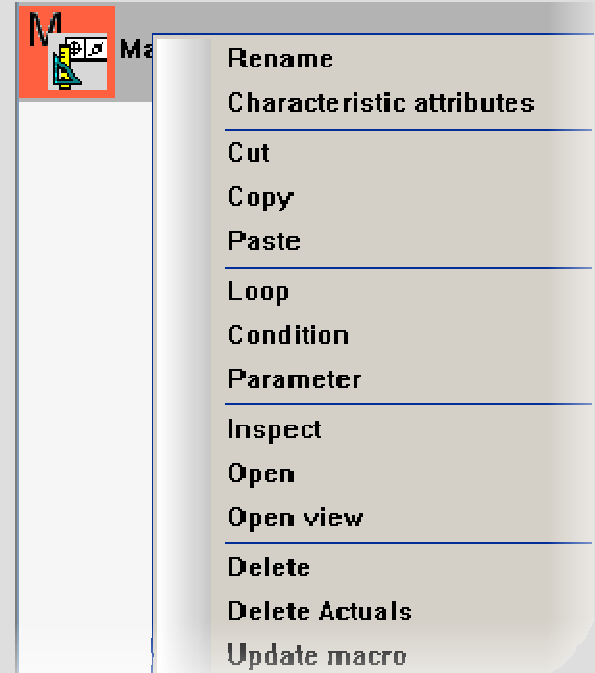 M
Ma
Rename
Characteristic attributes
Cut
Copy
Paste
Loop
Condition
Parameter
Inspect
Open
Open view
Delete
Delete Actuals
Update macro